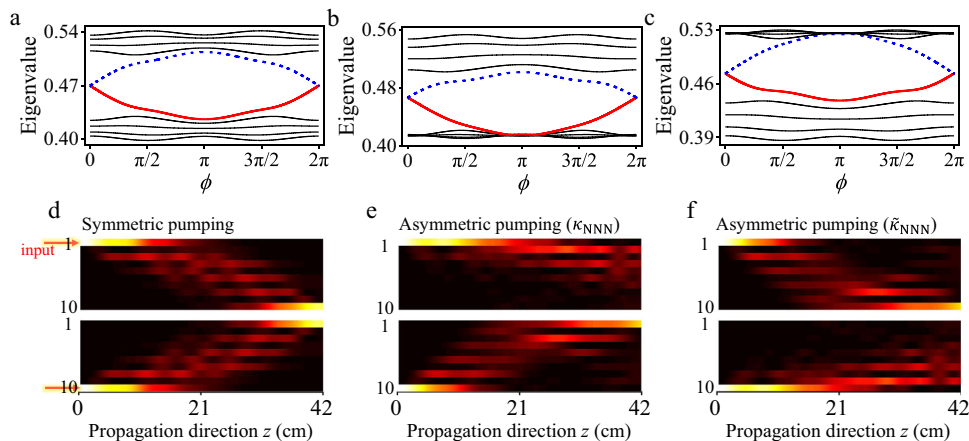 a
b
c
0.54
0.47
0.40
Eigenvalue
0 π/2 π 3π/2 2π
ϕ
0.56
0.48
0.40
Eigenvalue
0 π/2 π 3π/2 2π
ϕ
0.53
0.46
0.39
Eigenvalue
0 π/2 π 3π/2 2π
ϕ
d Symmetric pumping
input
1
10
1
10
0 21 42
Propagation direction z (cm)
e Asymmetric pumping (κNNN)
1
10
1
10
0 21 42
Propagation direction z (cm)
f Asymmetric pumping (κ̃NNN)
1
10
1
10
0 21 42
Propagation direction z (cm)